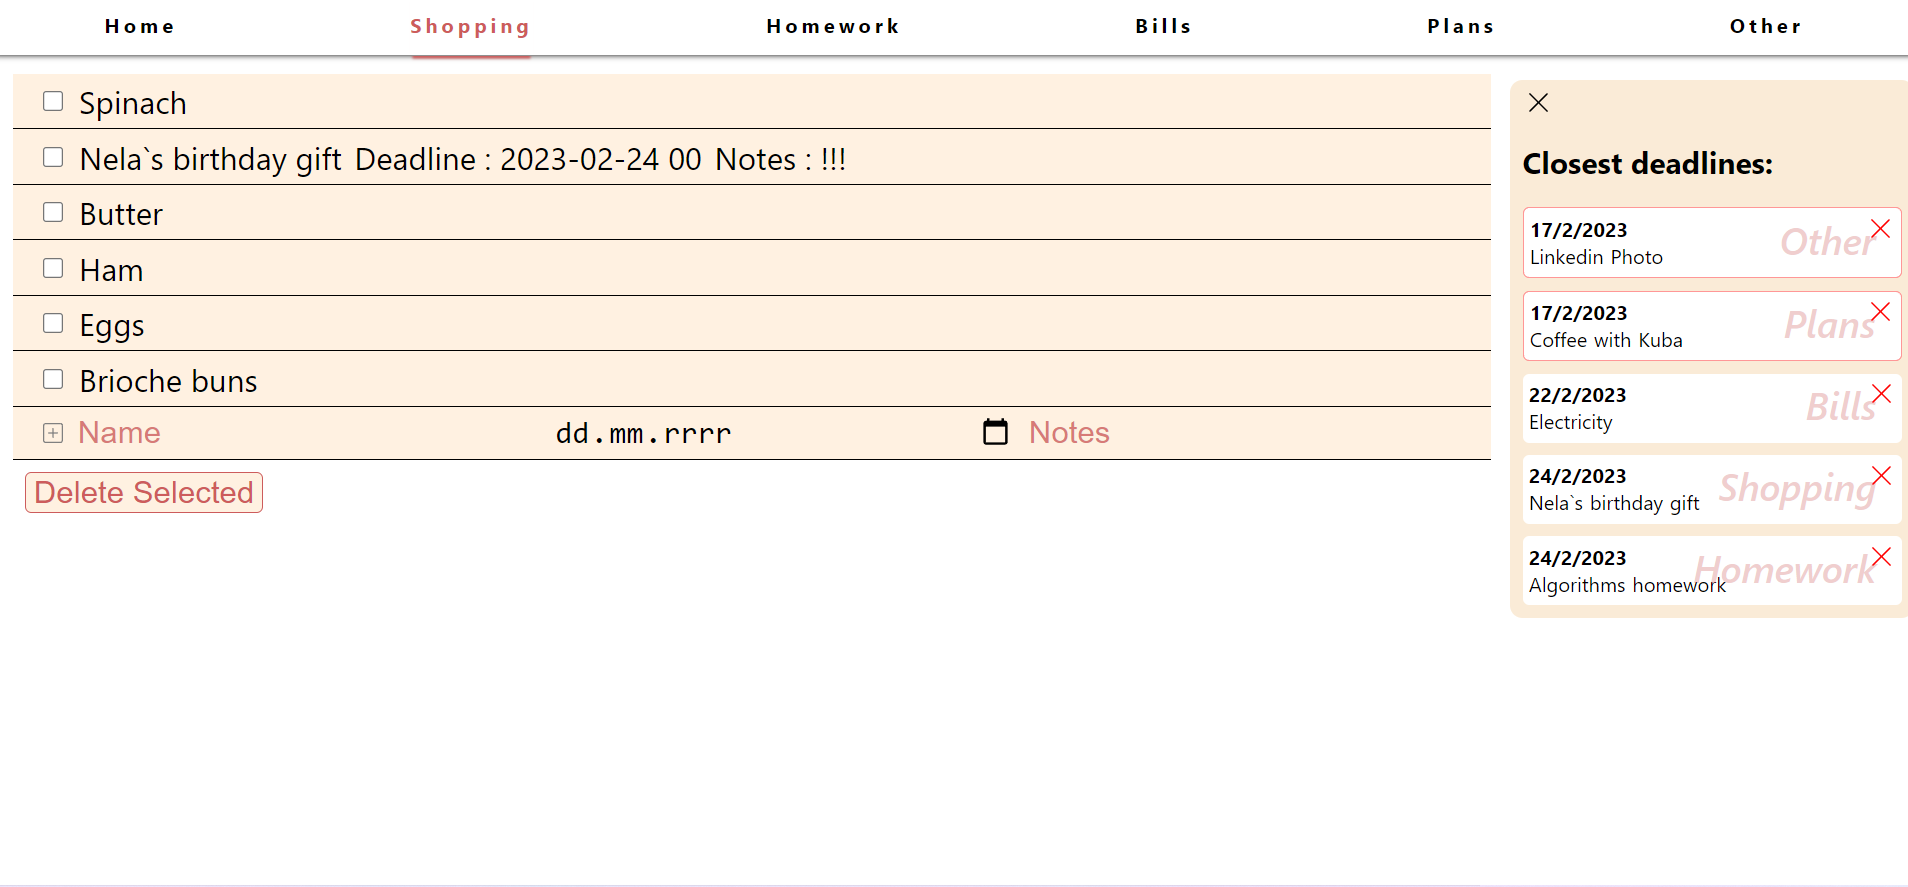 Home Shopping Homework Bills Plans Other
Spinach
Nela`s birthday gift Deadline : 2023-02-24 00 Notes : !!!
Butter
Ham
Eggs
Brioche buns
Name dd.mm.rrrr Notes
Delete Selected
Closest deadlines:
17/2/2023
Other
Linkedin Photo
17/2/2023
Plans
Coffee with Kuba
22/2/2023
Bills
Electricity
24/2/2023
Shopping
Nela`s birthday gift
24/2/2023
Homework
Algorithms homework